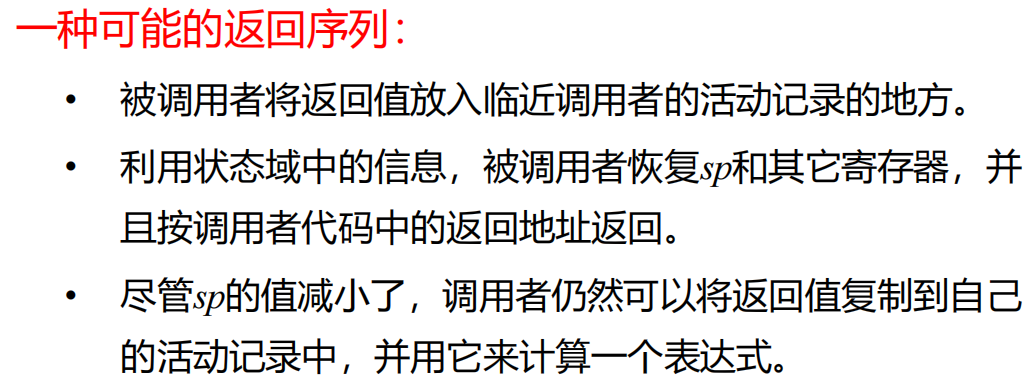 一种可能的返回序列：
• 被调用者将返回值放入临近调用者的活动记录的地方。
• 利用状态域中的信息，被调用者恢复sp和其它寄存器，并
且按调用者代码中的返回地址返回。
• 尽管sp的值减小了，调用者仍然可以将返回值复制到自己
的活动记录中，并用它来计算一个表达式。